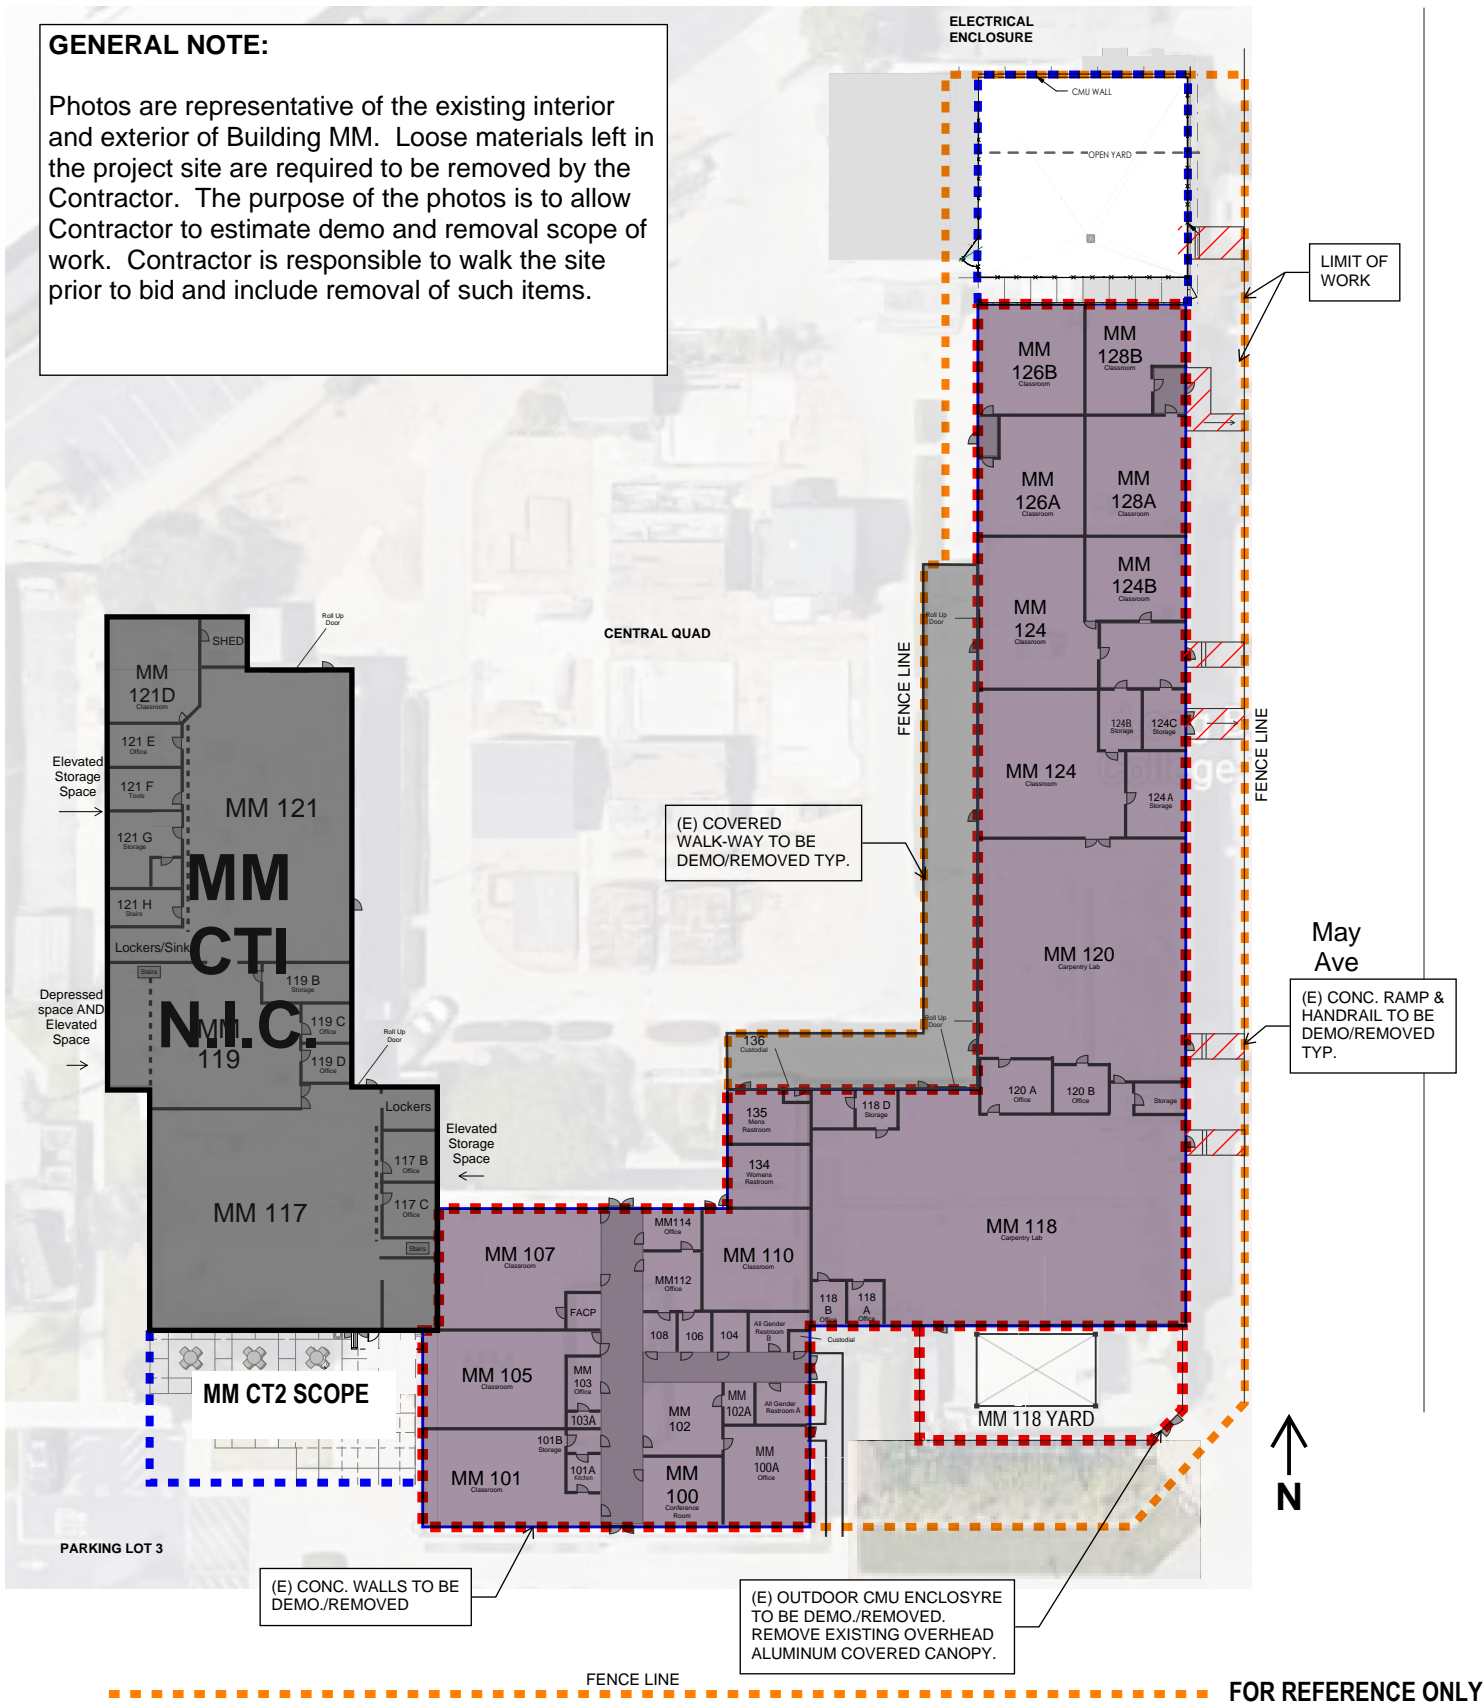 GENERAL NOTE:
Photos are representative of the existing interior
and exterior of Building MM.  Loose materials left in
the project site are required to be removed by the
Contractor.  The purpose of the photos is to allow
Contractor to estimate demo and removal scope of
work.  Contractor is responsible to walk the site
prior to bid and include removal of such items.
ELECTRICAL
ENCLOSURE
CMU WALL
OPEN YARD
LIMIT OF
WORK
MM
126B
Classroom
MM
128B
Classroom
MM
126A
Classroom
MM
128A
Classroom
MM
124B
Classroom
MM
124
Classroom
Roll Up
Door
FENCE LINE
CENTRAL QUAD
Roll Up
Door
SHED
MM
121D
Classroom
121 E
Office
121 F
Tools
121 G
Storage
121 H
Stairs
Lockers/Sink
Stairs
Elevated
Storage
Space
MM 121
MM
CTI
N.I.C.
MM
119
119 B
Storage
119 C
Office
119 D
Office
Depressed
space AND
Elevated
Space
Roll Up
Door
124B
Storage
124C
Storage
FENCE LINE
MM 124
Classroom
124 A
Storage
College
(E) COVERED
WALK-WAY TO BE
DEMO/REMOVED TYP.
MM 120
Carpentry Lab
May
Ave
(E) CONC. RAMP &
HANDRAIL TO BE
DEMO/REMOVED
TYP.
Roll Up
Door
136
Custodial
120 A
Office
120 B
Office
Storage
Lockers
117 B
Office
117 C
Office
Stairs
Elevated
Storage
Space
MM 117
135
Mens
Restroom
118 D
Storage
134
Womens
Restroom
MM 118
Carpentry Lab
MM 107
Classroom
MM114
Office
MM112
Office
MM 110
Classroom
FACP
108
106
104
All Gender
Restroom
B
Custodial
118
B
Office
118
A
Office
MM CT2 SCOPE
MM 105
Classroom
MM
103
Office
103A
MM
102
MM
102A
All Gender
Restroom A
MM 118 YARD
101B
Storage
MM 101
Classroom
101A
Kitchen
MM
100
Conference
Room
MM
100A
Office
N
PARKING LOT 3
(E) CONC. WALLS TO BE
DEMO./REMOVED
(E) OUTDOOR CMU ENCLOSYRE
TO BE DEMO./REMOVED.
REMOVE EXISTING OVERHEAD
ALUMINUM COVERED CANOPY.
FENCE LINE
FOR REFERENCE ONLY